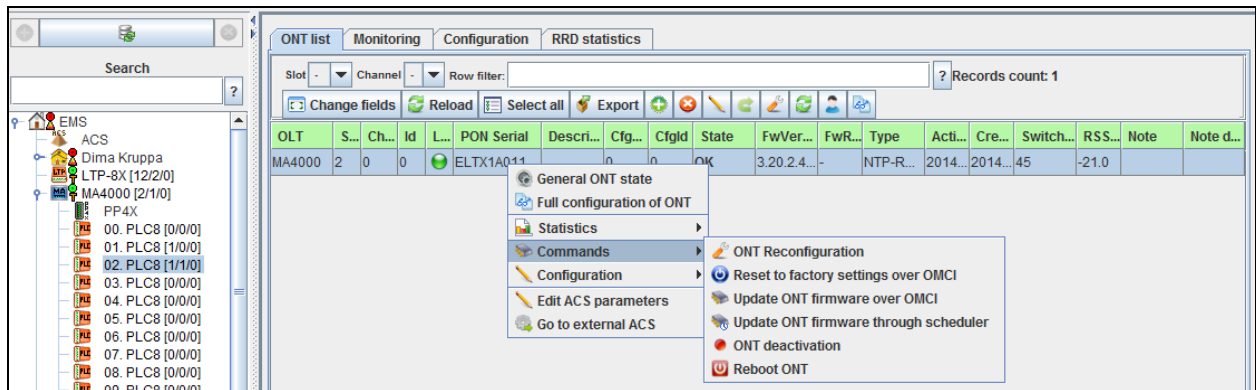 Search
?
EMS
ACS
Dima Kruppa
LTP-8X [12/2/0]
MA4000 [2/1/0]
PP4X
00. PLC8 [0/0/0]
01. PLC8 [1/0/0]
02. PLC8 [1/1/0]
03. PLC8 [0/0/0]
04. PLC8 [0/0/0]
05. PLC8 [0/0/0]
06. PLC8 [0/0/0]
07. PLC8 [0/0/0]
08. PLC8 [0/0/0]
09. PLC8 [0/0/0]
ONT list Monitoring Configuration RRD statistics
Slot - Channel - Row filter: ? Records count: 1
Change fields Reload Select all Export
OLT S... Ch... Id L... PON Serial Descri... Cfg... CfgId State FwVer... FwR... Type Acti... Cre... Switch... RSS... Note Note d...
MA4000 2 0 0 ELTX1A011 0 0 OK 3.20.2.4... - NTP-R... 2014... 2014... 45 -21.0
General ONT state
Full configuration of ONT
Statistics
Commands
Configuration
Edit ACS parameters
Go to external ACS
ONT Reconfiguration
Reset to factory settings over OMCI
Update ONT firmware over OMCI
Update ONT firmware through scheduler
ONT deactivation
Reboot ONT